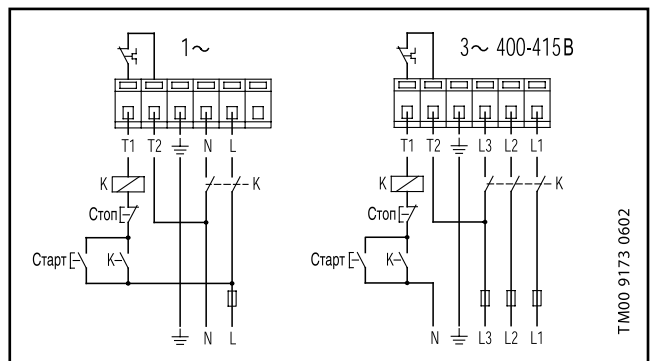 1~
3~ 400-415В
T1 T2 N L
T1 T2 L3 L2 L1
K K
K K
Стоп
Стоп
Старт K
Старт K
N L
N L3 L2 L1
TM00 9173 0602